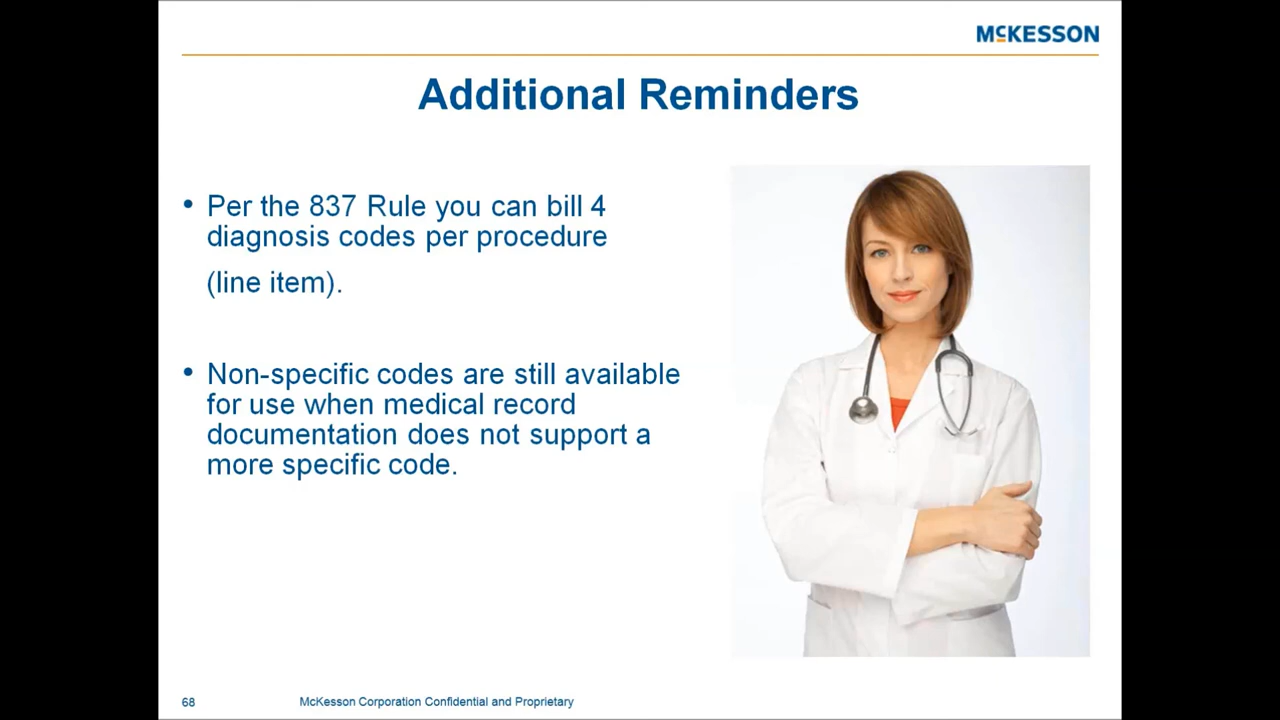 McKESSON
Additional Reminders
• Per the 837 Rule you can bill 4
diagnosis codes per procedure
(line item).
• Non-specific codes are still available
for use when medical record
documentation does not support a
more specific code.
68 McKesson Corporation Confidential and Proprietary